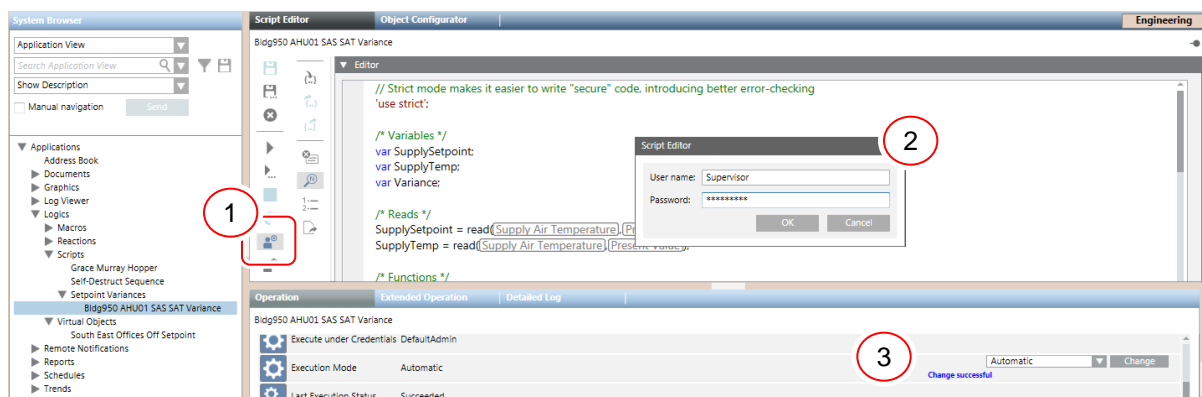 System Browser
Application View
Search Application View
Show Description
Manual navigation
Send
Applications
Address Book
Documents
Graphics
Log Viewer
Logics
Macros
Reactions
Scripts
Grace Murray Hopper
Self-Destruct Sequence
Setpoint Variances
Bldg950 AHU01 SAS SAT Variance
Virtual Objects
South East Offices Off Setpoint
Remote Notifications
Reports
Schedules
Trends
1
Script Editor Object Configurator Engineering
Bldg950 AHU01 SAS SAT Variance
Editor
// Strict mode makes it easier to write "secure" code, introducing better error-checking
'use strict';
/* Variables */
var SupplySetpoint;
var SupplyTemp;
var Variance;
/* Reads */
SupplySetpoint = read(Supply Air Temperature,
SupplyTemp = read(Supply Air Temperature, Present Value);
/* Functions */
2
Script Editor
User name: Supervisor
Password: *********
OK Cancel
Operation Extended Operation Detailed Log
Bldg950 AHU01 SAS SAT Variance
Execute under Credentials DefaultAdmin
Execution Mode Automatic
3
Automatic Change
Change successful
Last Execution Status Succeeded